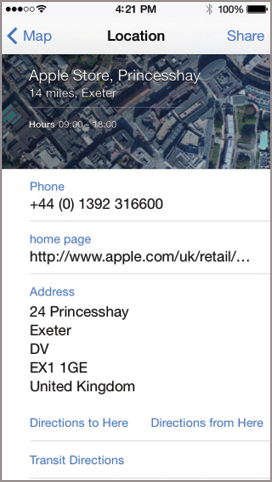 4:21 PM 100%
Map Location Share
Apple Store, Princesshay
14 miles, Exeter
Hours 09:00 - 18:00
Phone
+44 (0) 1392 316600
home page
http://www.apple.com/uk/retail/…
Address
24 Princesshay
Exeter
DV
EX1 1GE
United Kingdom
Directions to Here Directions from Here
Transit Directions